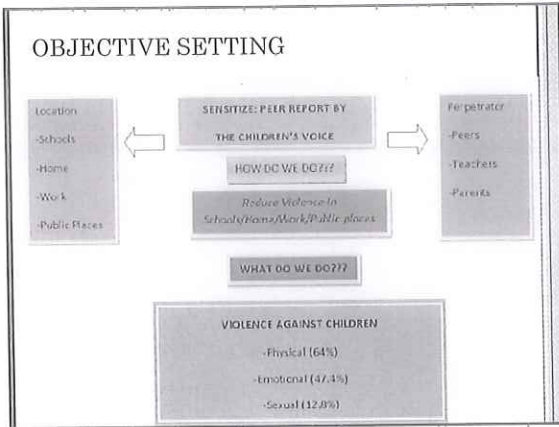 OBJECTIVE SETTING
Location
-Schools
-Home
-Work
-Public Places
SENSITIZE: PEER REPORT BY
THE CHILDREN'S VOICE
HOW DO WE DO???
Reduce Violence in
Schools/Home/Work/Public places
WHAT DO WE DO???
Perpetrator
-Peers
-Teachers
-Parents
VIOLENCE AGAINST CHILDREN
-Physical (64%)
-Emotional (47.4%)
-Sexual (12.8%)